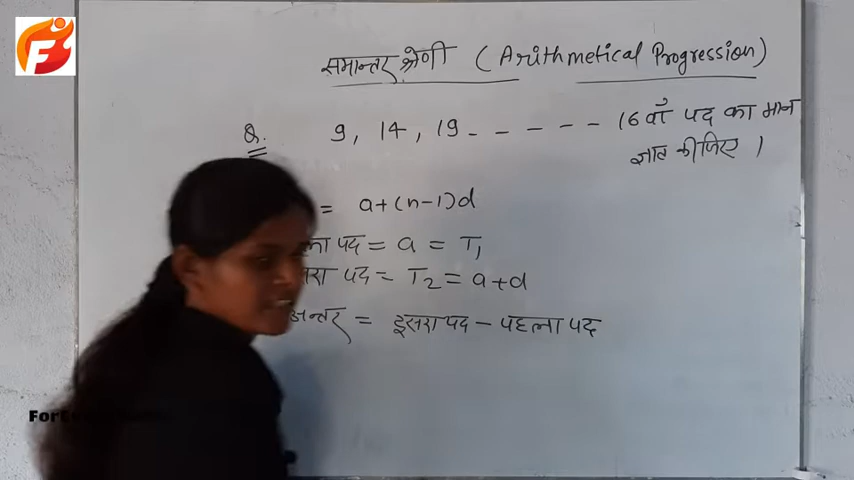 समान्तर श्रेणी (Arithmetical Progression)
Q. 9, 14, 19 - - - - - 16 वाँ पद का मान
ज्ञात कीजिए ।
= a+(n-1)d
पद = a = T₁
पद = T₂ = a+d
अन्तर = दूसरा पद - पहला पद